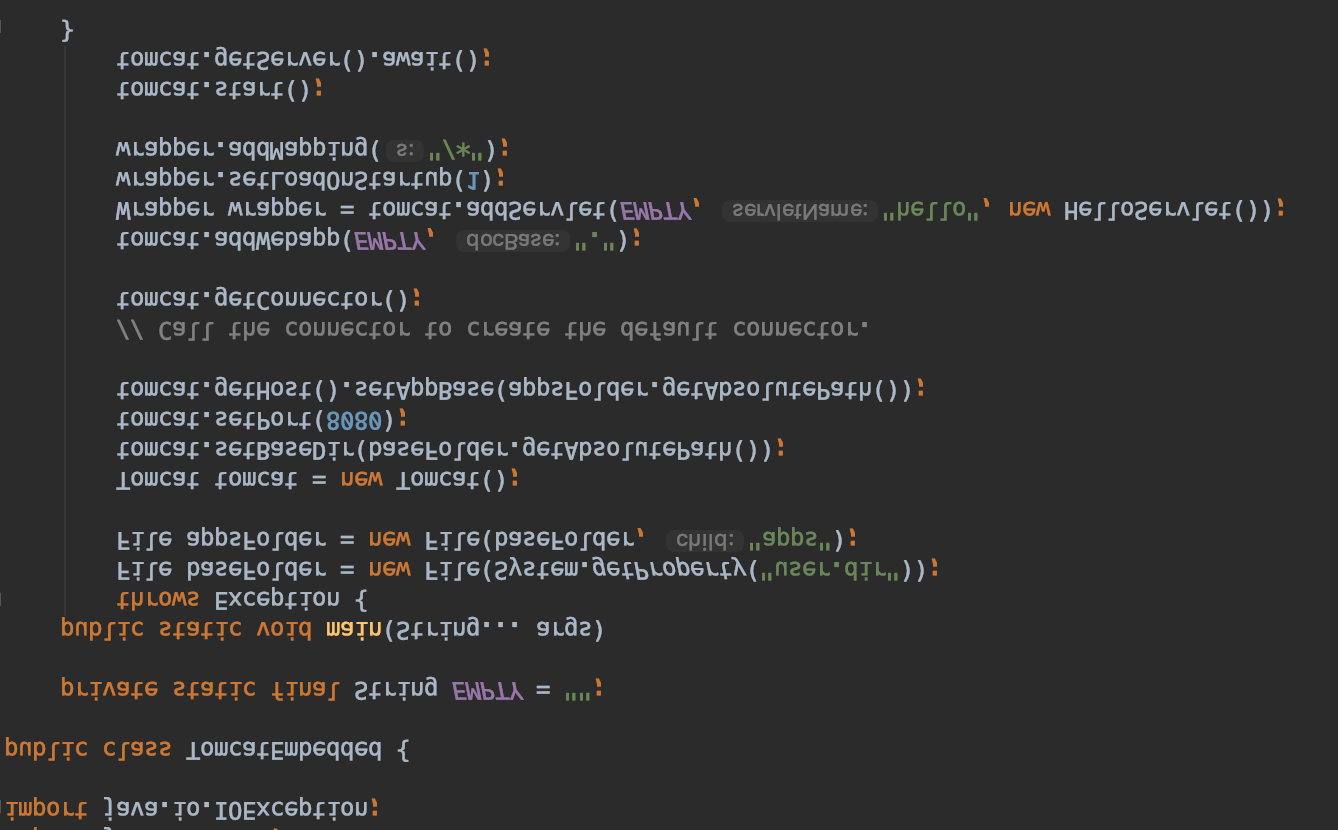 import java.io.IOException;
public class TomcatEmbedded {
private static final String EMPTY = "";
public static void main(String... args)
throws Exception {
File baseFolder = new File(System.getProperty("user.dir"));
File appsFolder = new File(baseFolder, child: "apps");
Tomcat tomcat = new Tomcat();
tomcat.setBaseDir(baseFolder.getAbsolutePath());
tomcat.setPort(8080);
tomcat.getHost().setAppBase(appsFolder.getAbsolutePath());
// Call the connector to create the default connector.
tomcat.getConnector();
tomcat.addWebapp(EMPTY, docBase: ".");
Wrapper wrapper = tomcat.addServlet(EMPTY, servletName: "hello", new HelloServlet());
wrapper.setLoadOnStartup(1);
wrapper.addMapping( s: "/*");
tomcat.start();
tomcat.getServer().await();
}